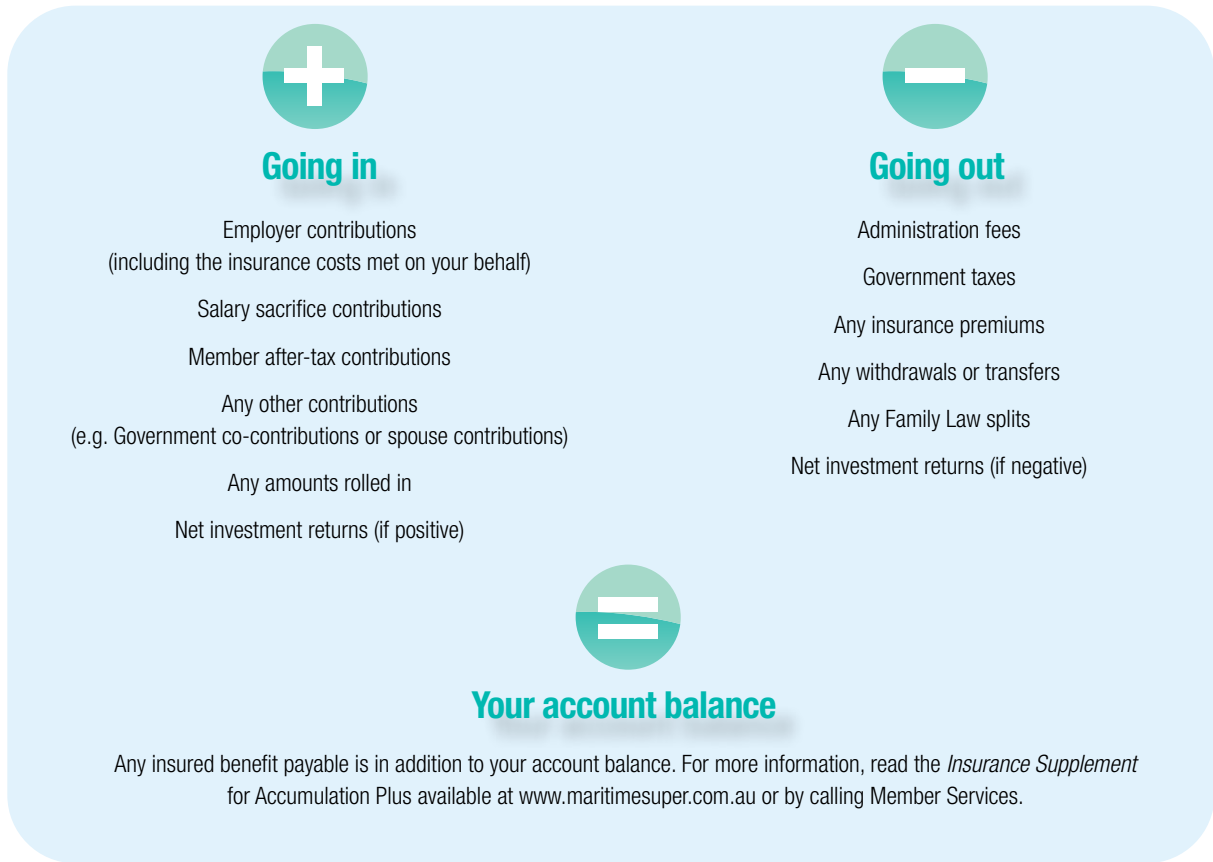 Going in
Employer contributions
(including the insurance costs met on your behalf)
Salary sacrifice contributions
Member after-tax contributions
Any other contributions
(e.g. Government co-contributions or spouse contributions)
Any amounts rolled in
Net investment returns (if positive)
Going out
Administration fees
Government taxes
Any insurance premiums
Any withdrawals or transfers
Any Family Law splits
Net investment returns (if negative)
Your account balance
Any insured benefit payable is in addition to your account balance. For more information, read the Insurance Supplement
for Accumulation Plus available at www.maritimesuper.com.au or by calling Member Services.